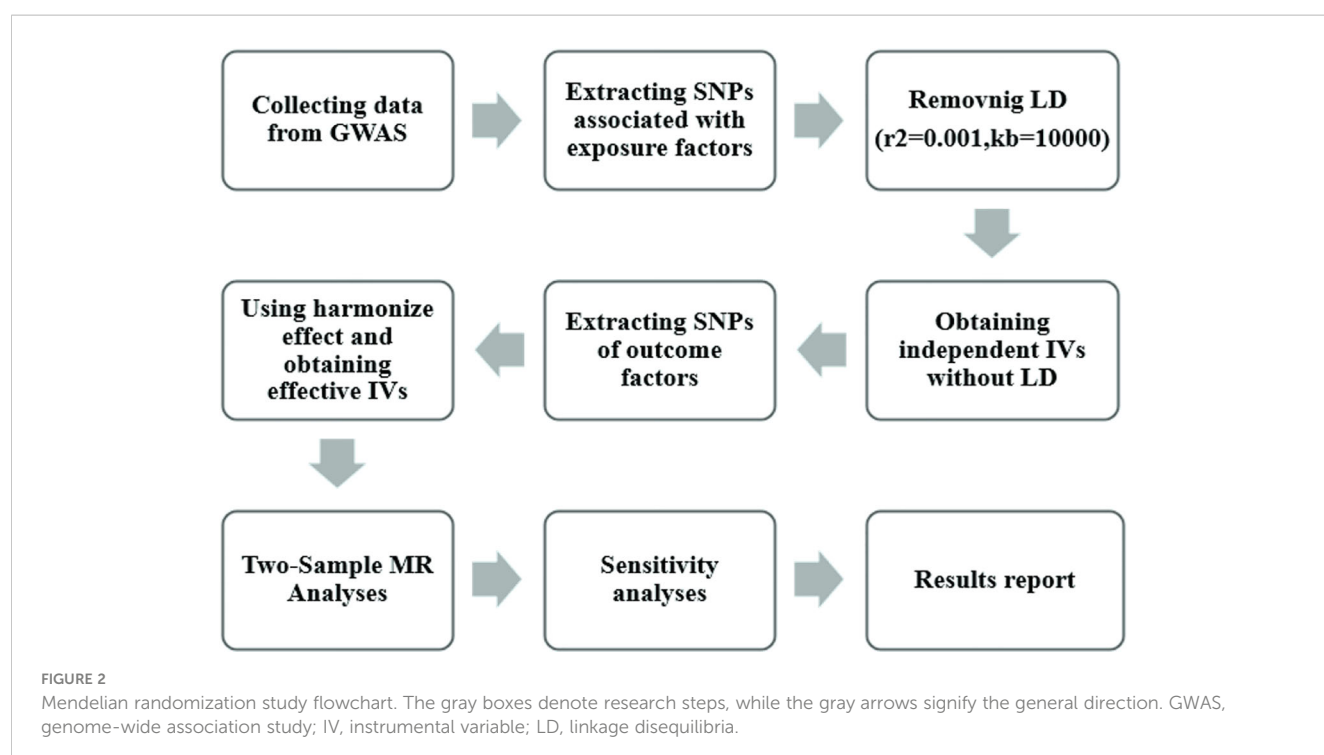 Collecting data
from GWAS
Extracting SNPs
associated with
exposure factors
Removnig LD
(r2=0.001,kb=10000)
Obtaining
independent IVs
without LD
Extracting SNPs
of outcome
factors
Using harmonize
effect and
obtaining
effective IVs
Two-Sample MR
Analyses
Sensitivity
analyses
Results report
FIGURE 2
Mendelian randomization study flowchart. The gray boxes denote research steps, while the gray arrows signify the general direction. GWAS,
genome-wide association study; IV, instrumental variable; LD, linkage disequilibria.